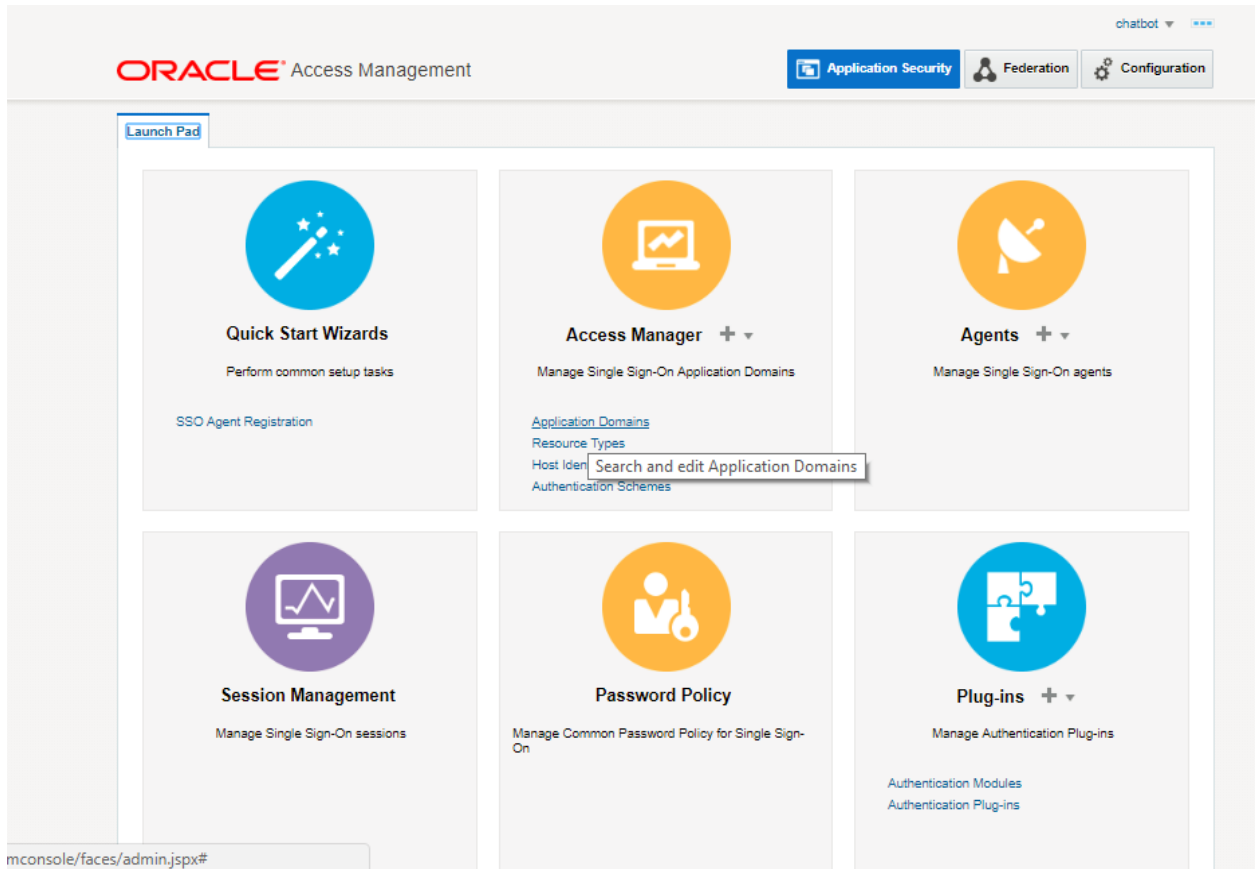 chatbot
ORACLE® Access Management
Application Security
Federation
Configuration
Launch Pad
Quick Start Wizards
Perform common setup tasks
SSO Agent Registration
Access Manager
Manage Single Sign-On Application Domains
Application Domains
Resource Types
Host Iden
Search and edit Application Domains
Authentication Schemes
Agents
Manage Single Sign-On agents
Session Management
Manage Single Sign-On sessions
Password Policy
Manage Common Password Policy for Single Sign-
On
Plug-ins
Manage Authentication Plug-ins
Authentication Modules
Authentication Plug-ins
mconsole/faces/admin.jspx#